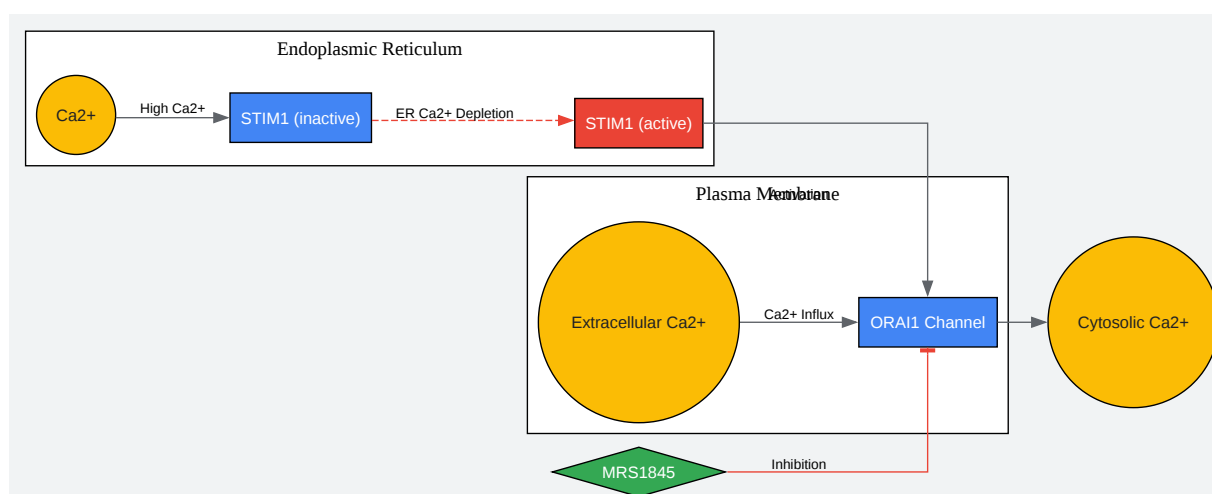 Endoplasmic Reticulum
Ca2+
High Ca2+
STIM1 (inactive)
ER Ca2+ Depletion
STIM1 (active)
Plasma Membrane
Activation
Extracellular Ca2+
Ca2+ Influx
ORAI1 Channel
Cytosolic Ca2+
MRS1845
Inhibition